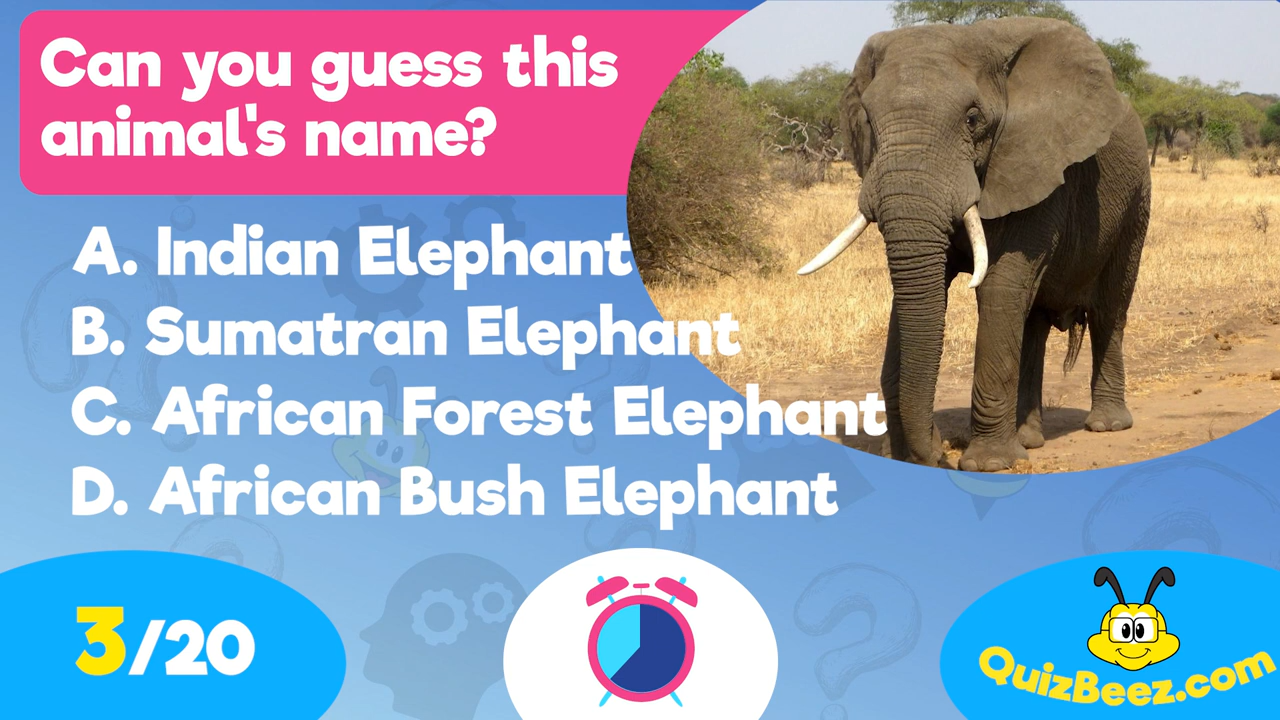 Can you guess this
animal's name?
A. Indian Elephant
B. Sumatran Elephant
C. African Forest Elephant
D. African Bush Elephant
3/20
QuizBeez.com